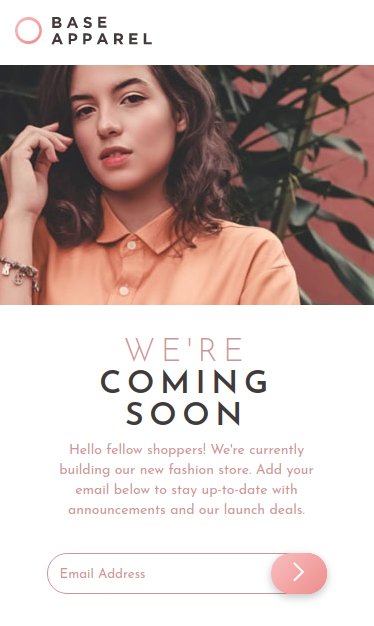 BASE
APPAREL
WE'RE
COMING
SOON
Hello fellow shoppers! We're currently
building our new fashion store. Add your
email below to stay up-to-date with
announcements and our launch deals.
Email Address